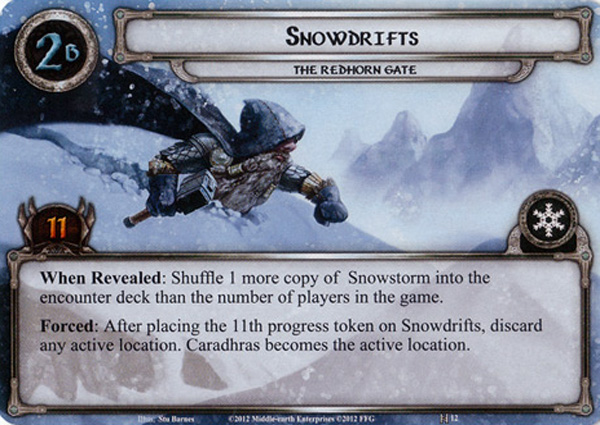 2B
SNOWDRIFTS
THE REDHORN GATE
11
When Revealed: Shuffle 1 more copy of Snowstorm into the
encounter deck than the number of players in the game.
Forced: After placing the 11th progress token on Snowdrifts, discard
any active location. Caradhras becomes the active location.
Illus. Stu Barnes
©2012 Middle-earth Enterprises ©2012 FFG
12